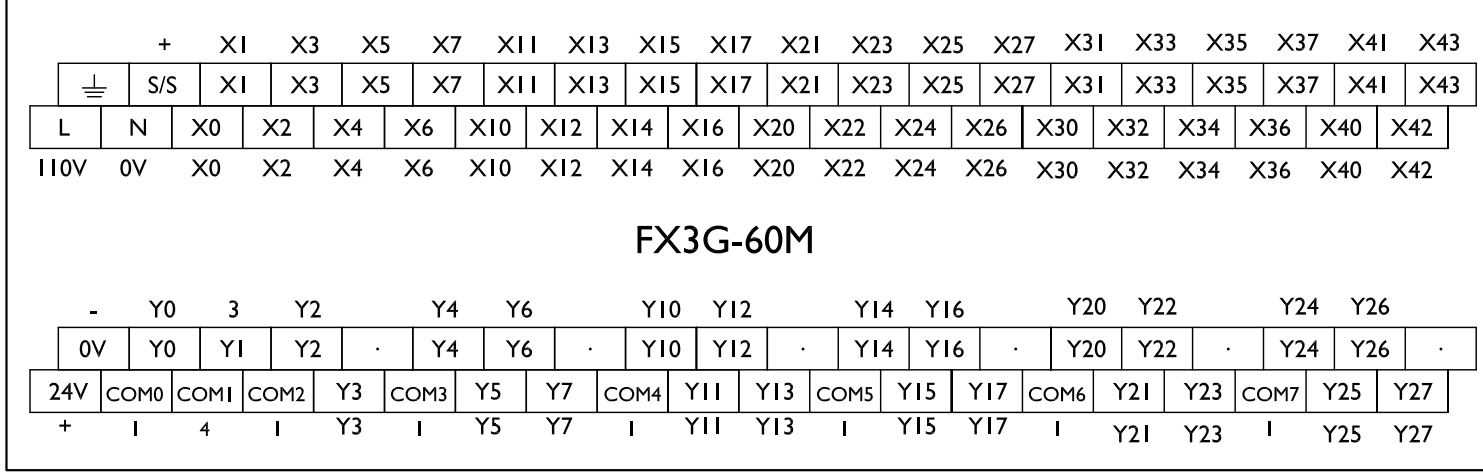 + X1 X3 X5 X7 X11 X13 X15 X17 X21 X23 X25 X27 X31 X33 X35 X37 X41 X43
S/S X1 X3 X5 X7 X11 X13 X15 X17 X21 X23 X25 X27 X31 X33 X35 X37 X41 X43
L N X0 X2 X4 X6 X10 X12 X14 X16 X20 X22 X24 X26 X30 X32 X34 X36 X40 X42
110V 0V X0 X2 X4 X6 X10 X12 X14 X16 X20 X22 X24 X26 X30 X32 X34 X36 X40 X42
FX3G-60M
- Y0 3 Y2 Y4 Y6 Y10 Y12 Y14 Y16 Y20 Y22 Y24 Y26
0V Y0 Y1 Y2 · Y4 Y6 · Y10 Y12 · Y14 Y16 · Y20 Y22 · Y24 Y26 ·
24V COM0 COM1 COM2 Y3 COM3 Y5 Y7 COM4 Y11 Y13 COM5 Y15 Y17 COM6 Y21 Y23 COM7 Y25 Y27
+ 1 4 1 Y3 1 Y5 Y7 1 Y11 Y13 1 Y15 Y17 1 Y21 Y23 1 Y25 Y27